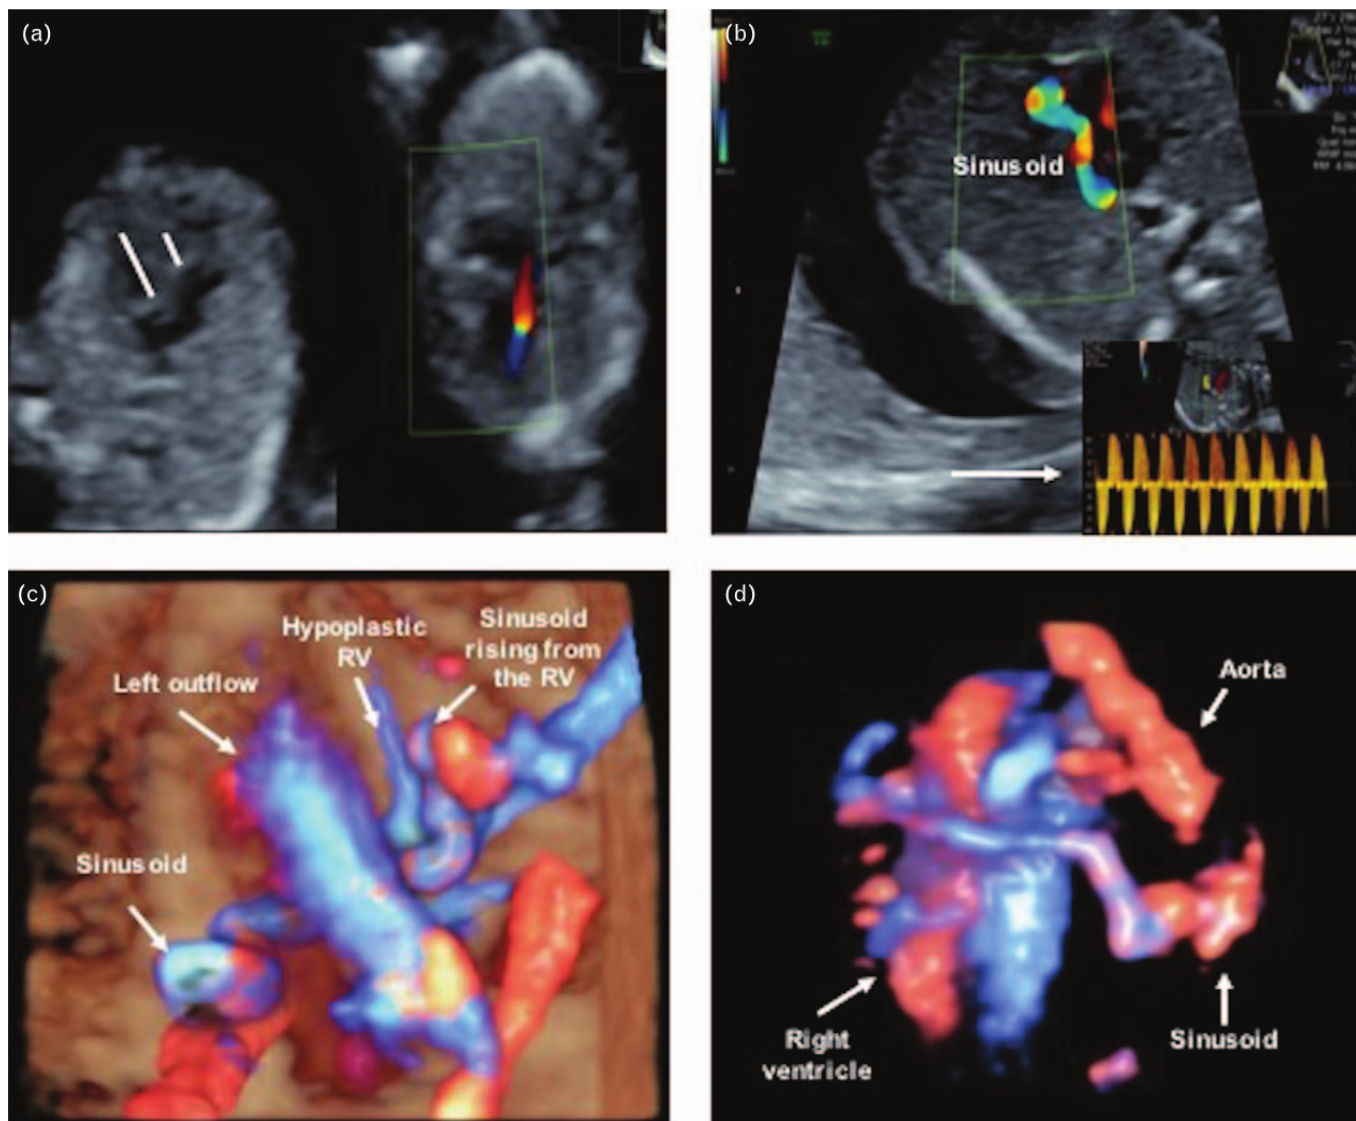 (a)
(b)
Sinusoid
(c)
Hypoplastic
RV
Sinusoid
rising from
the RV
Left outflow
Sinusoid
(d)
Aorta
Right
ventricle
Sinusoid